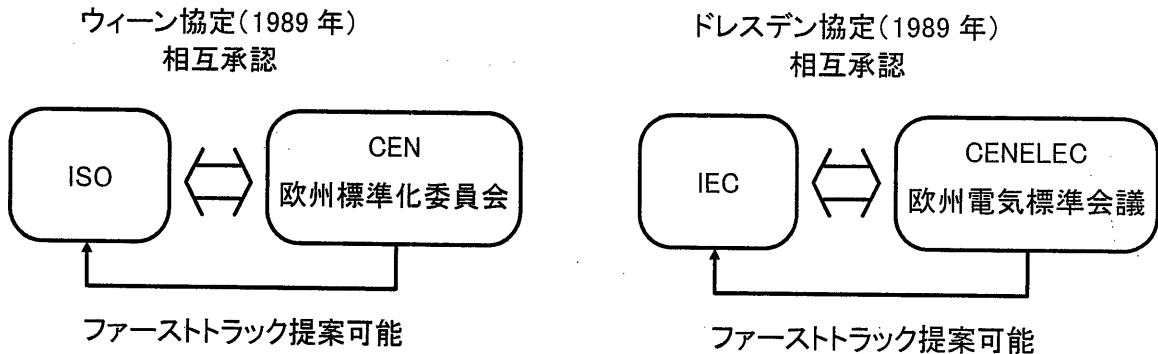 ウィーン協定(1989 年)
相互承認
ISO
CEN
欧州標準化委員会
ファーストトラック提案可能
ドレスデン協定(1989 年)
相互承認
IEC
CENELEC
欧州電気標準会議
ファーストトラック提案可能